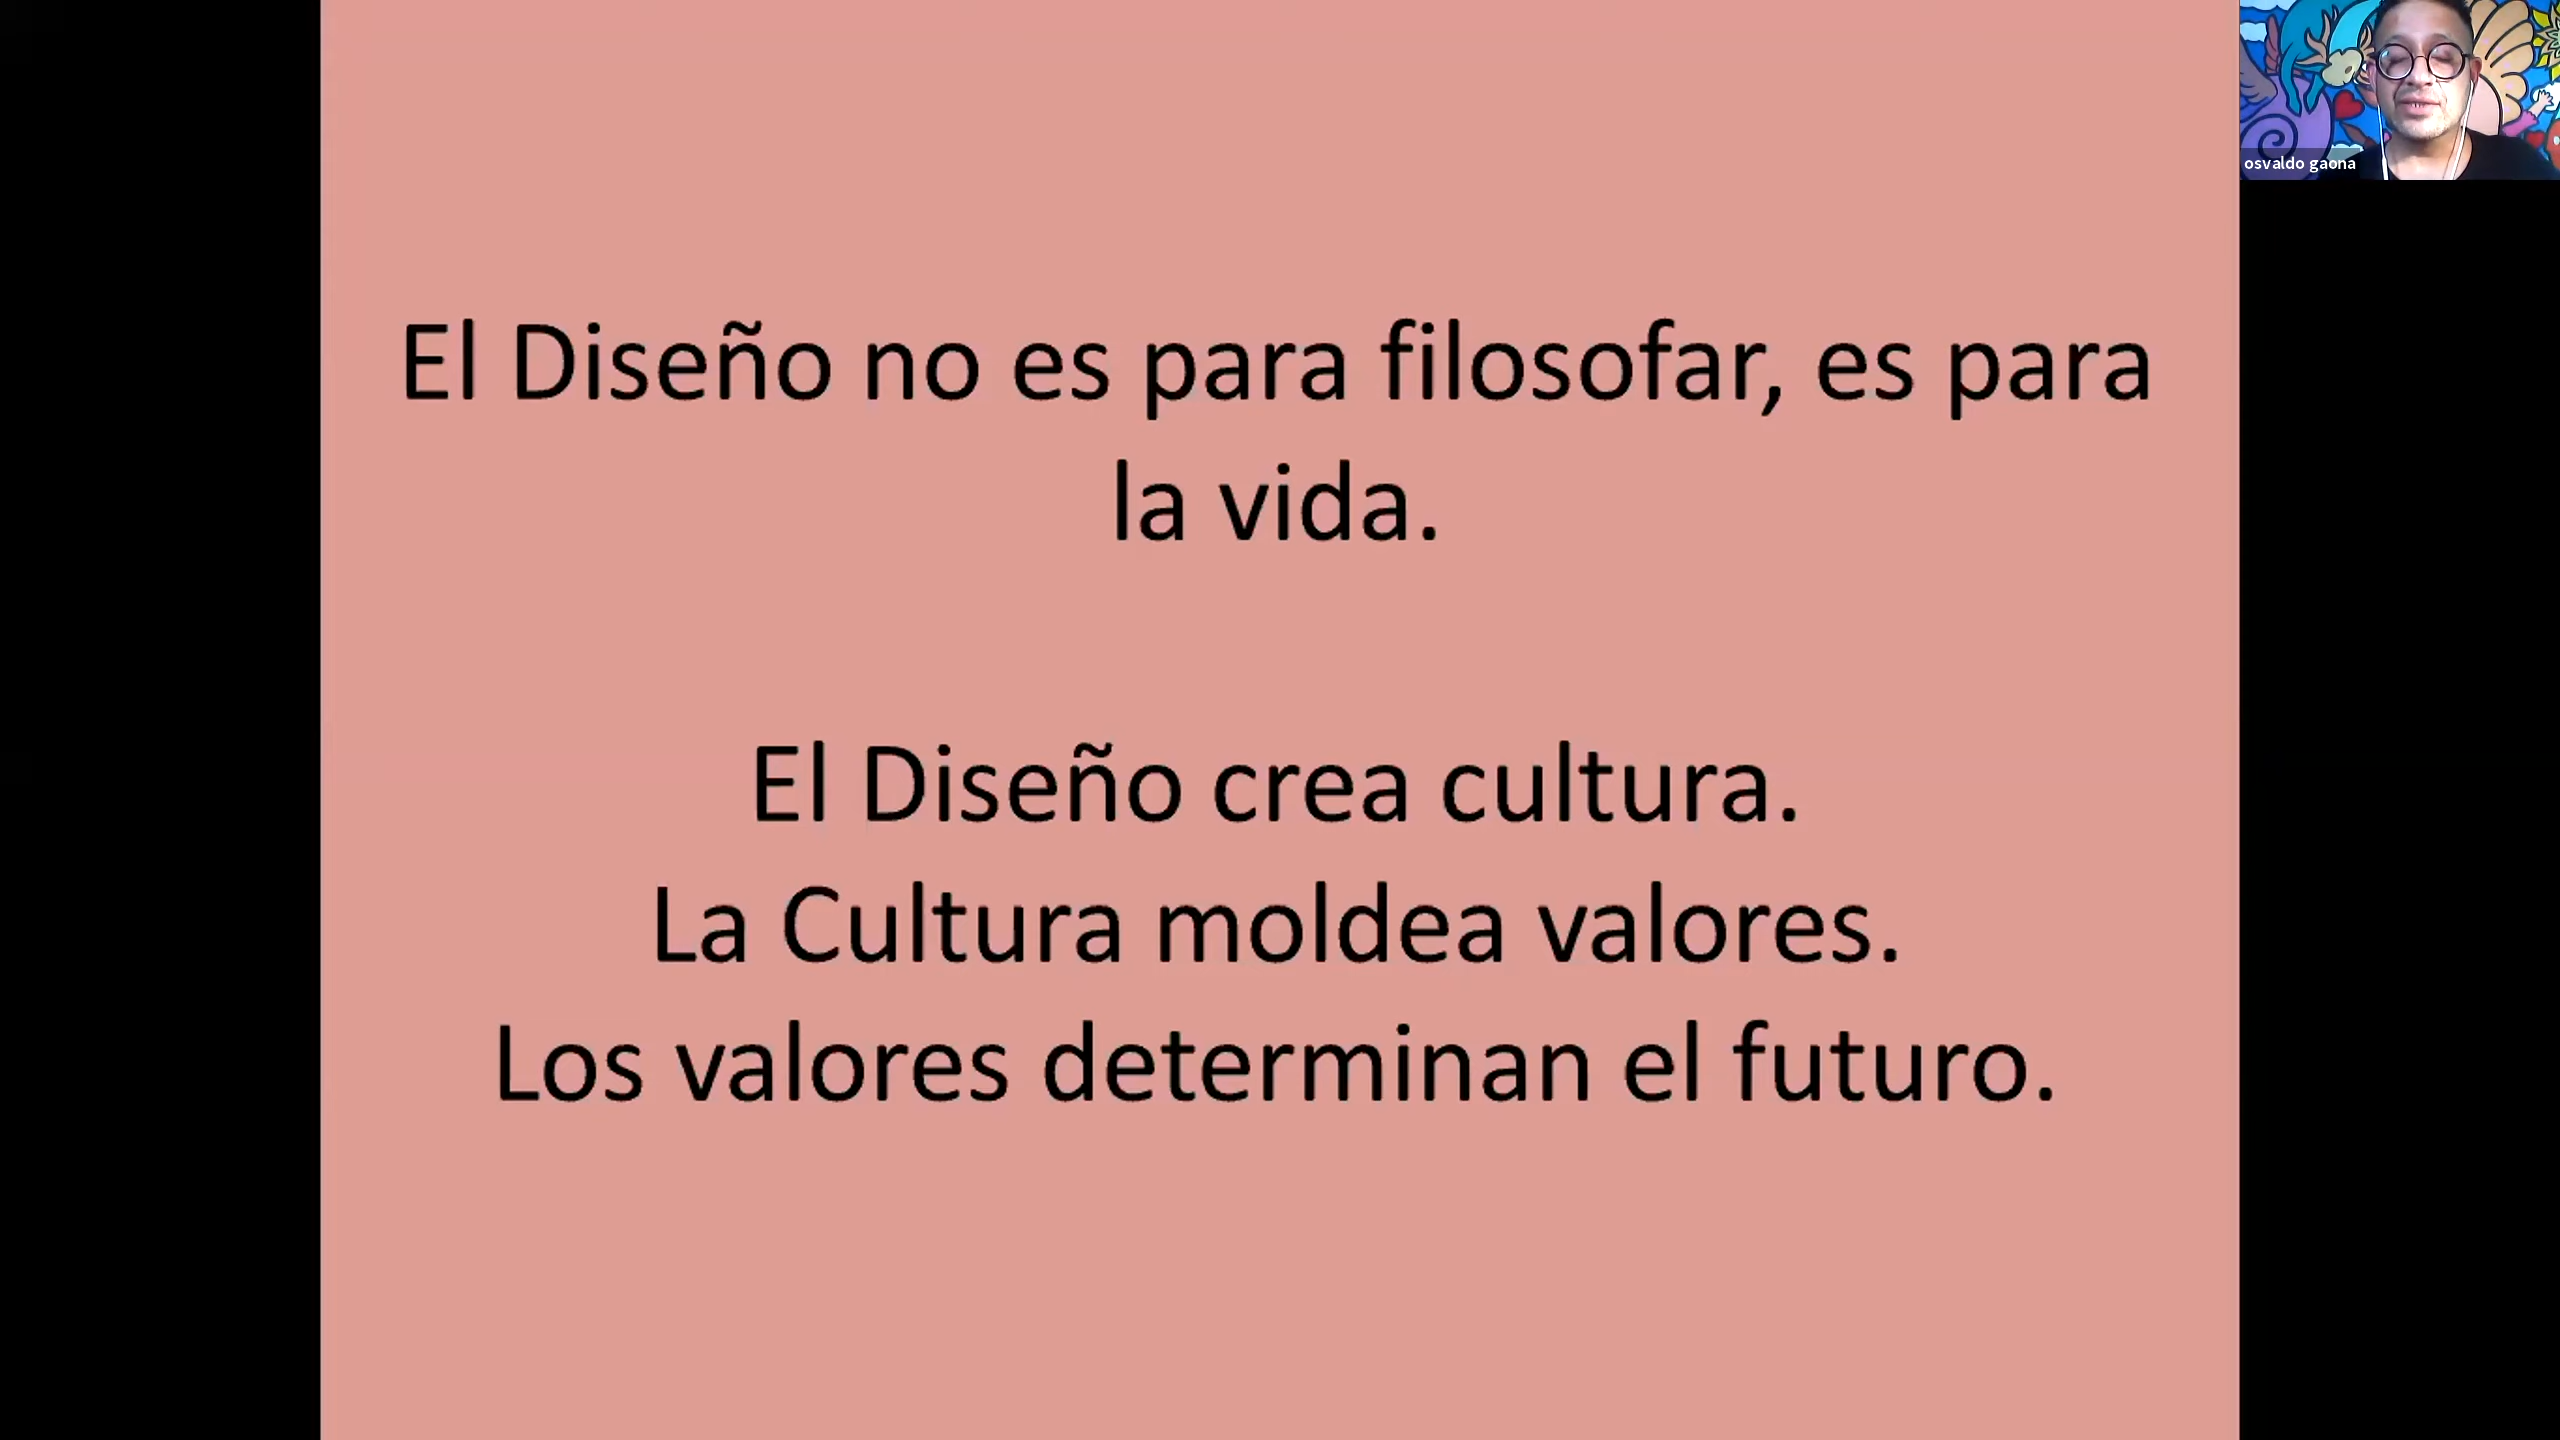 osvaldo gaona
El Diseño no es para filosofar, es para
la vida.
El Diseño crea cultura.
La Cultura moldea valores.
Los valores determinan el futuro.